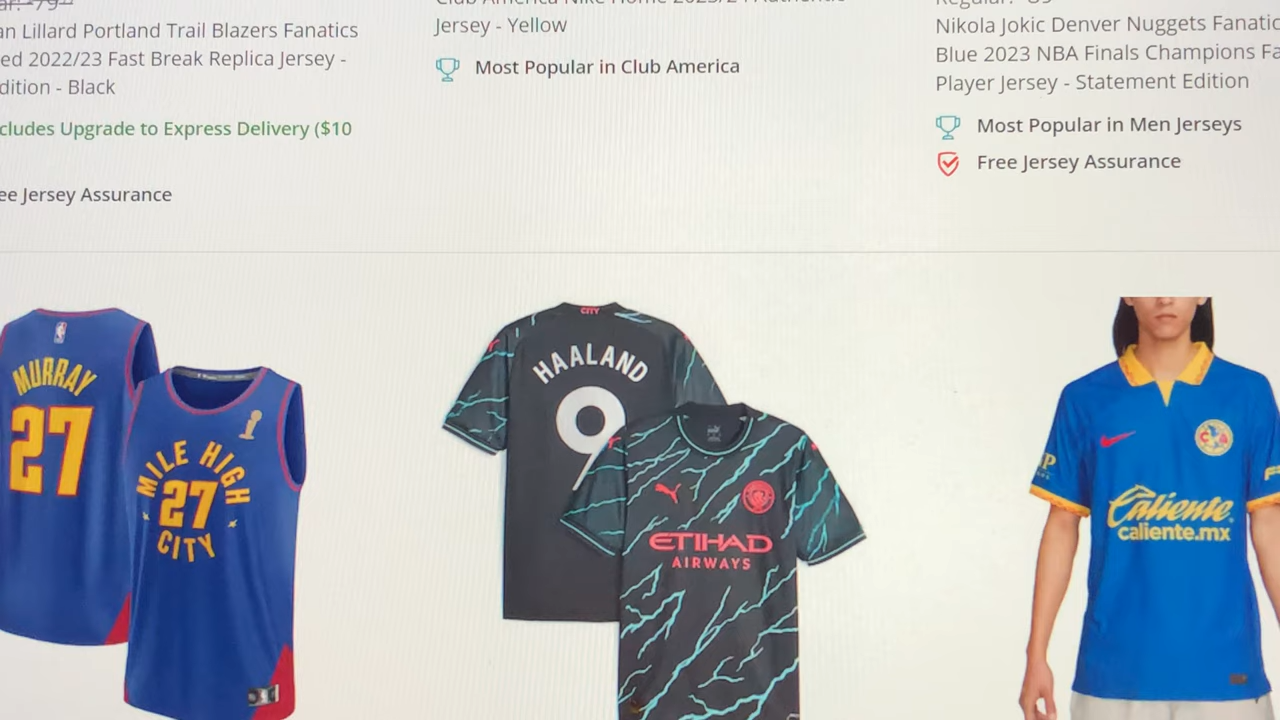 an Lillard Portland Trail Blazers Fanatics
ed 2022/23 Fast Break Replica Jersey -
dition - Black
cludes Upgrade to Express Delivery ($10
ee Jersey Assurance
Jersey - Yellow
Most Popular in Club America
Nikola Jokic Denver Nuggets Fanatic
Blue 2023 NBA Finals Champions Fa
Player Jersey - Statement Edition
Most Popular in Men Jerseys
Free Jersey Assurance
MURRAY
27
MILE HIGH
27
CITY
CITY
HAALAND
9
ETIHAD
AIRWAYS
Caliente
caliente.mx